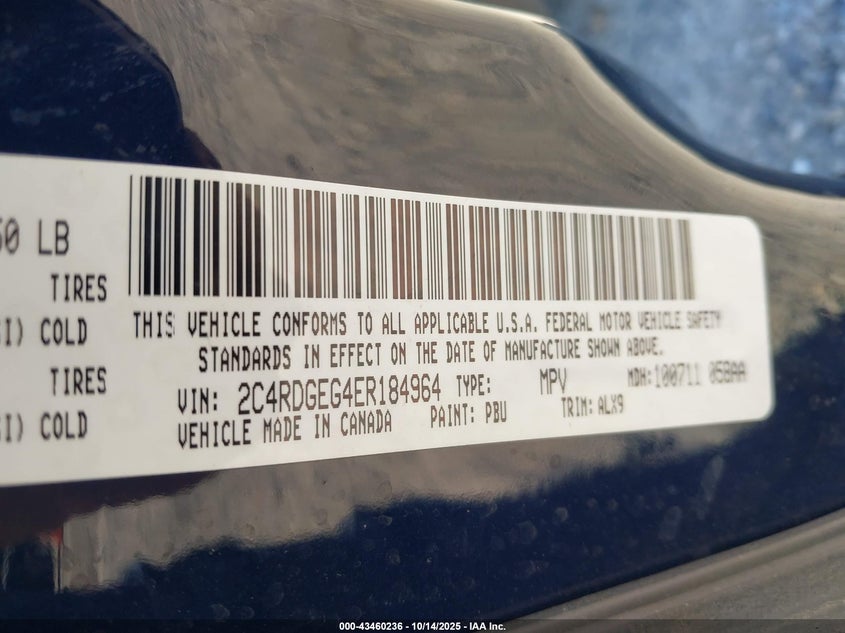 50 LB
TIRES
COLD
TIRES
COLD
THIS VEHICLE CONFORMS TO ALL APPLICABLE U.S.A. FEDERAL MOTOR VEHICLE SAFETY
STANDARDS IN EFFECT ON THE DATE OF MANUFACTURE SHOWN ABOVE.
VIN: 2C4RDGEG4ER184964 TYPE: MPV MDH:100711 058AA
VEHICLE MADE IN CANADA PAINT: PBU TRIM: ALX9
000-43460236 - 10/14/2025 - IAA Inc.